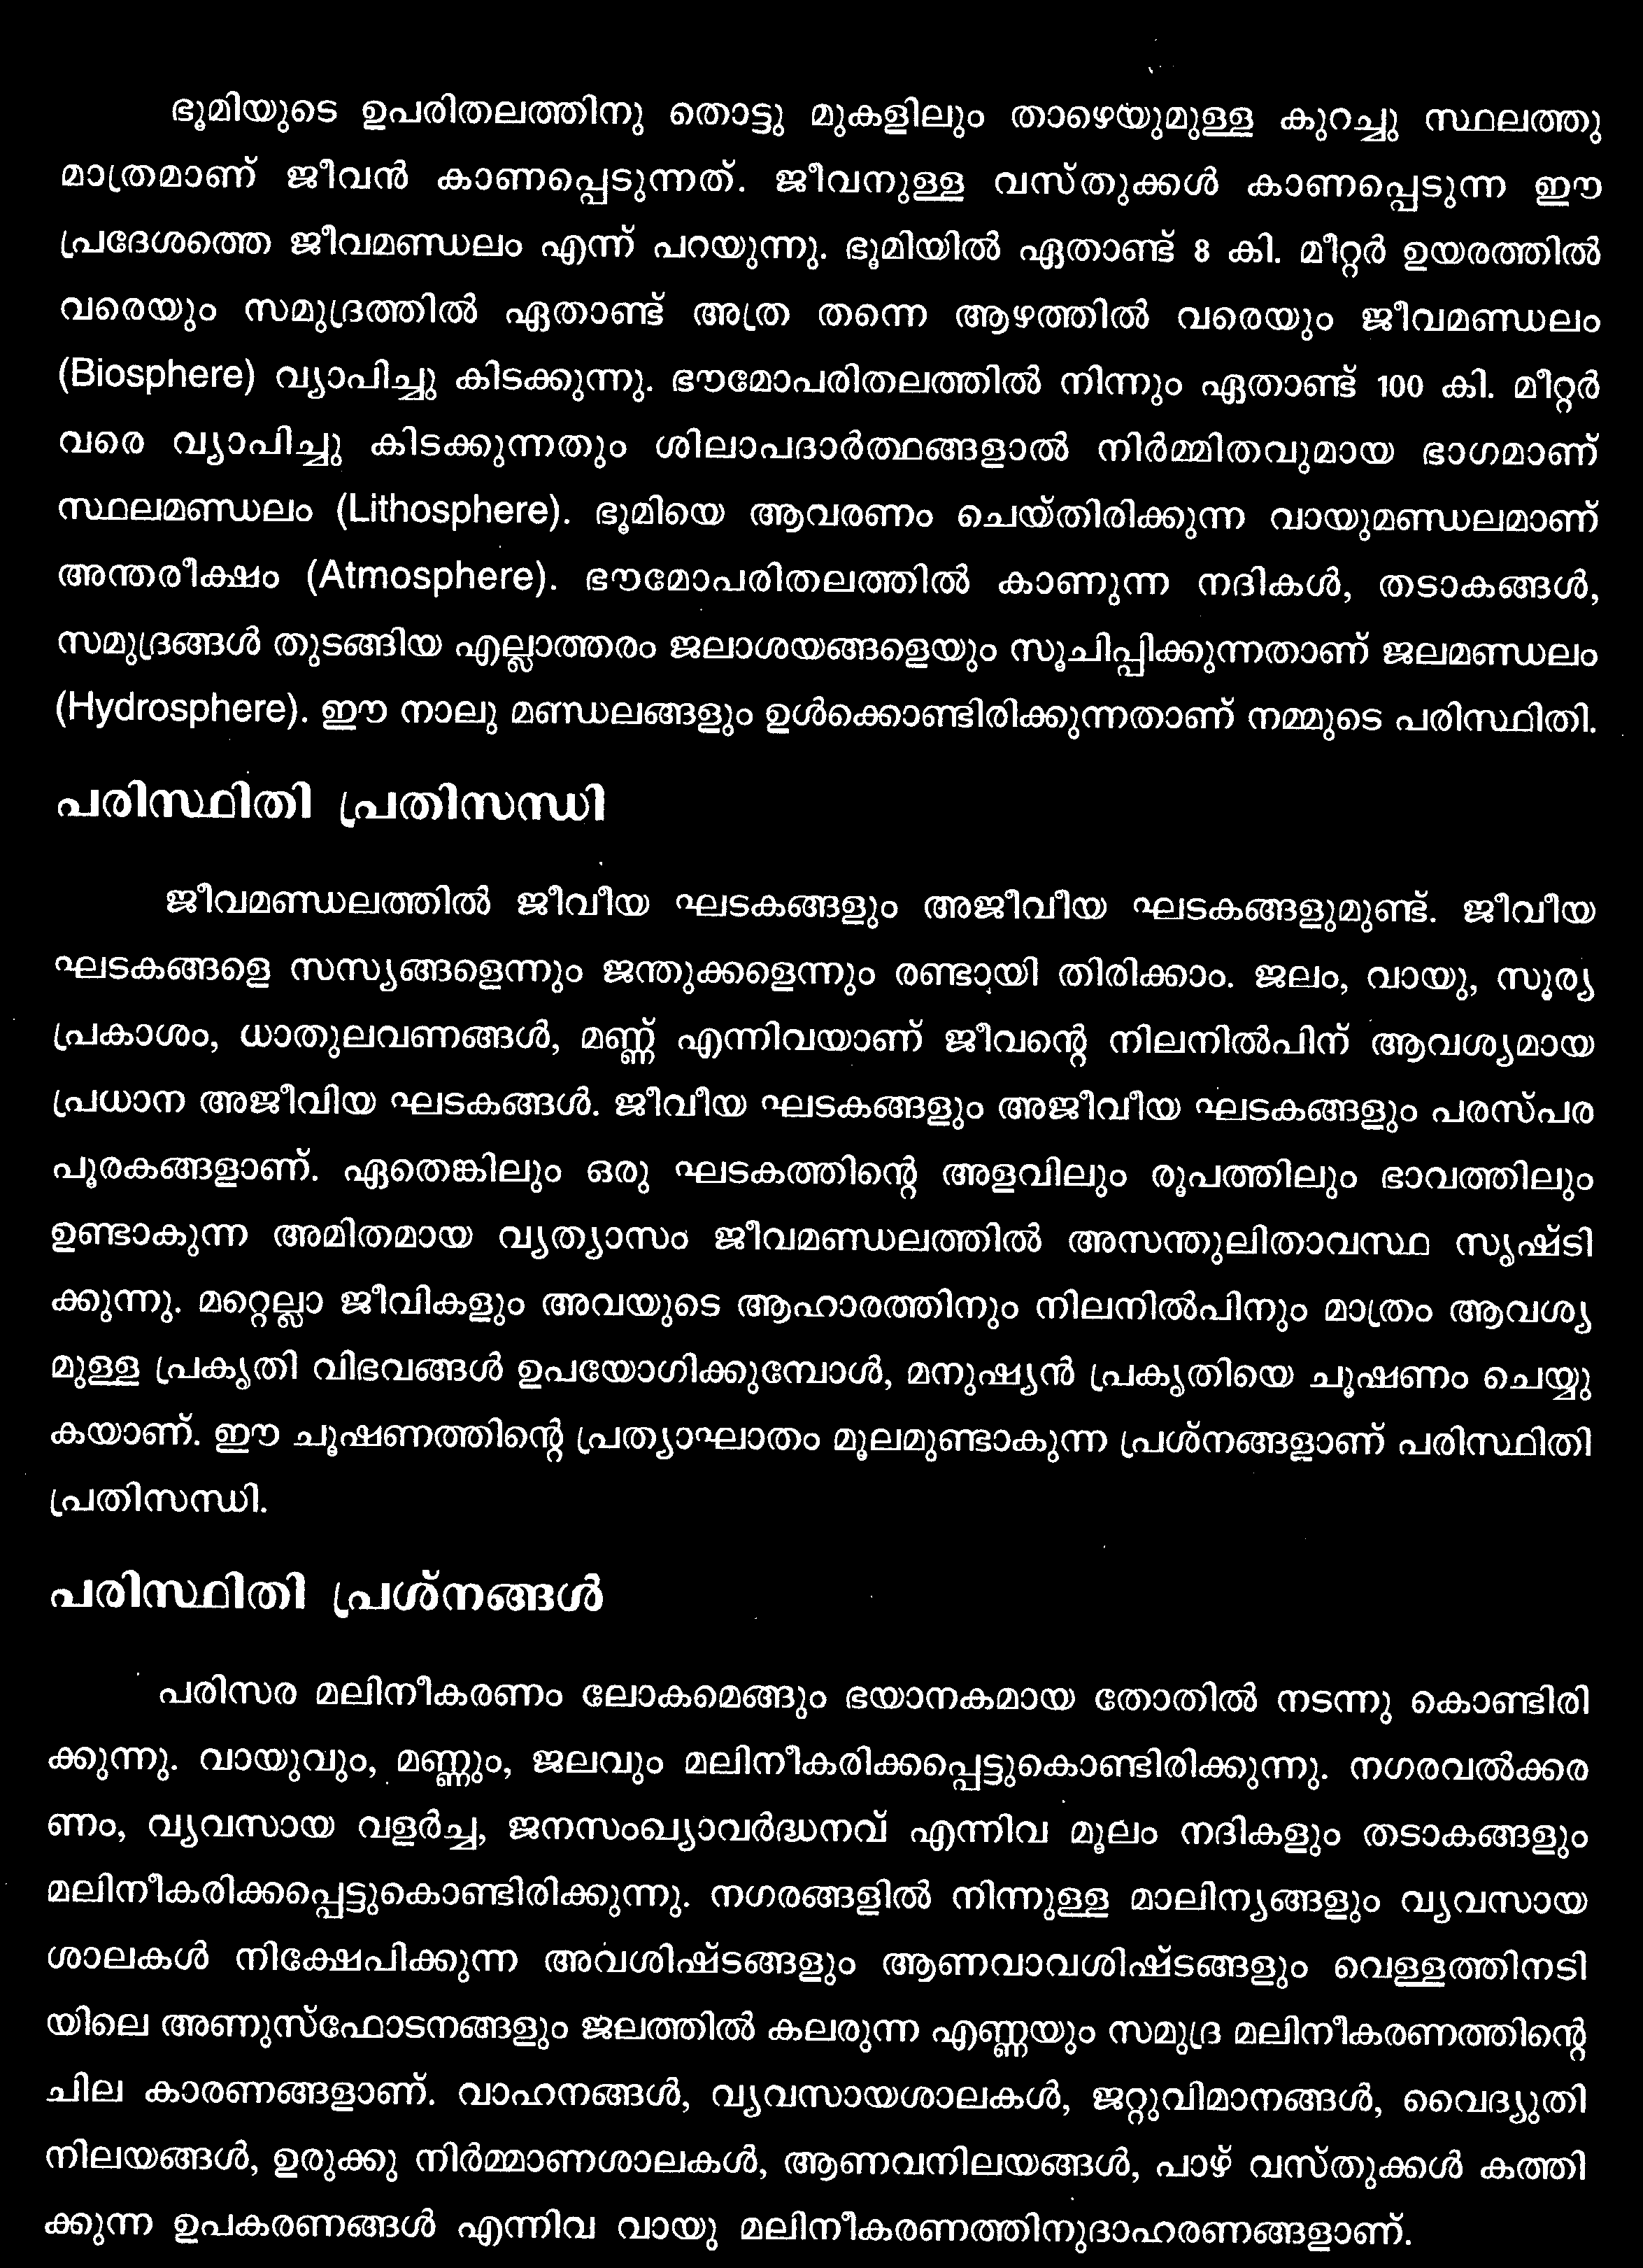 ഭൂമിയുടെ ഉപരിതലത്തിനു തൊട്ടു മുകളിലും താഴെയുമുള്ള കുറച്ചു സ്ഥലത്തു
മാത്രമാണ് ജീവൻ കാണപ്പെടുന്നത്. ജീവനുള്ള വസ്തുക്കൾ കാണപ്പെടുന്ന ഈ
പ്രദേശത്തെ ജീവമണ്ഡലം എന്ന് പറയുന്നു. ഭൂമിയിൽ ഏതാണ്ട് 8 കി. മീറ്റർ ഉയരത്തിൽ
വരെയും സമുദ്രത്തിൽ ഏതാണ്ട് അത്ര തന്നെ ആഴത്തിൽ വരെയും ജീവമണ്ഡലം
(Biosphere) വ്യാപിച്ചു കിടക്കുന്നു. ഭൗമോപരിതലത്തിൽ നിന്നും ഏതാണ്ട് 100 കി. മീറ്റർ
വരെ വ്യാപിച്ചു കിടക്കുന്നതും ശിലാപദാർത്ഥങ്ങളാൽ നിർമ്മിതവുമായ ഭാഗമാണ്
സ്ഥലമണ്ഡലം (Lithosphere). ഭൂമിയെ ആവരണം ചെയ്തിരിക്കുന്ന വായുമണ്ഡലമാണ്
അന്തരീക്ഷം (Atmosphere). ഭൗമോപരിതലത്തിൽ കാണുന്ന നദികൾ, തടാകങ്ങൾ,
സമുദ്രങ്ങൾ തുടങ്ങിയ എല്ലാത്തരം ജലാശയങ്ങളെയും സൂചിപ്പിക്കുന്നതാണ് ജലമണ്ഡലം
(Hydrosphere). ഈ നാലു മണ്ഡലങ്ങളും ഉൾക്കൊണ്ടിരിക്കുന്നതാണ് നമ്മുടെ പരിസ്ഥിതി.
പരിസ്ഥിതി പ്രതിസന്ധി
ജീവമണ്ഡലത്തിൽ ജീവീയ ഘടകങ്ങളും അജീവീയ ഘടകങ്ങളുമുണ്ട്. ജീവീയ
ഘടകങ്ങളെ സസ്യങ്ങളെന്നും ജന്തുക്കളെന്നും രണ്ടായി തിരിക്കാം. ജലം, വായു, സൂര്യ
പ്രകാശം, ധാതുലവണങ്ങൾ, മണ്ണ് എന്നിവയാണ് ജീവന്റെ നിലനിൽപിന് ആവശ്യമായ
പ്രധാന അജീവിയ ഘടകങ്ങൾ. ജീവീയ ഘടകങ്ങളും അജീവീയ ഘടകങ്ങളും പരസ്പര
പൂരകങ്ങളാണ്. ഏതെങ്കിലും ഒരു ഘടകത്തിന്റെ അളവിലും രൂപത്തിലും ഭാവത്തിലും
ഉണ്ടാകുന്ന അമിതമായ വ്യത്യാസം ജീവമണ്ഡലത്തിൽ അസന്തുലിതാവസ്ഥ സൃഷ്ടി
ക്കുന്നു. മറ്റെല്ലാ ജീവികളും അവയുടെ ആഹാരത്തിനും നിലനിൽപിനും മാത്രം ആവശ്യ
മുള്ള പ്രകൃതി വിഭവങ്ങൾ ഉപയോഗിക്കുമ്പോൾ, മനുഷ്യൻ പ്രകൃതിയെ ചൂഷണം ചെയ്യു
കയാണ്. ഈ ചൂഷണത്തിന്റെ പ്രത്യാഘാതം മൂലമുണ്ടാകുന്ന പ്രശ്നങ്ങളാണ് പരിസ്ഥിതി
പ്രതിസന്ധി.
പരിസ്ഥിതി പ്രശ്നങ്ങൾ
പരിസര മലിനീകരണം ലോകമെങ്ങും ഭയാനകമായ തോതിൽ നടന്നു കൊണ്ടിരി
ക്കുന്നു. വായുവും, മണ്ണും, ജലവും മലിനീകരിക്കപ്പെട്ടുകൊണ്ടിരിക്കുന്നു. നഗരവൽക്കര
ണം, വ്യവസായ വളർച്ച, ജനസംഖ്യാവർദ്ധനവ് എന്നിവ മൂലം നദികളും തടാകങ്ങളും
മലിനീകരിക്കപ്പെട്ടുകൊണ്ടിരിക്കുന്നു. നഗരങ്ങളിൽ നിന്നുള്ള മാലിന്യങ്ങളും വ്യവസായ
ശാലകൾ നിക്ഷേപിക്കുന്ന അവശിഷ്ടങ്ങളും ആണവാവശിഷ്ടങ്ങളും വെള്ളത്തിനടി
യിലെ അണുസ്ഫോടനങ്ങളും ജലത്തിൽ കലരുന്ന എണ്ണയും സമുദ്ര മലിനീകരണത്തിന്റെ
ചില കാരണങ്ങളാണ്. വാഹനങ്ങൾ, വ്യവസായശാലകൾ, ജറ്റുവിമാനങ്ങൾ, വൈദ്യുതി
നിലയങ്ങൾ, ഉരുക്കു നിർമ്മാണശാലകൾ, ആണവനിലയങ്ങൾ, പാഴ് വസ്തുക്കൾ കത്തി
ക്കുന്ന ഉപകരണങ്ങൾ എന്നിവ വായു മലിനീകരണത്തിനുദാഹരണങ്ങളാണ്.